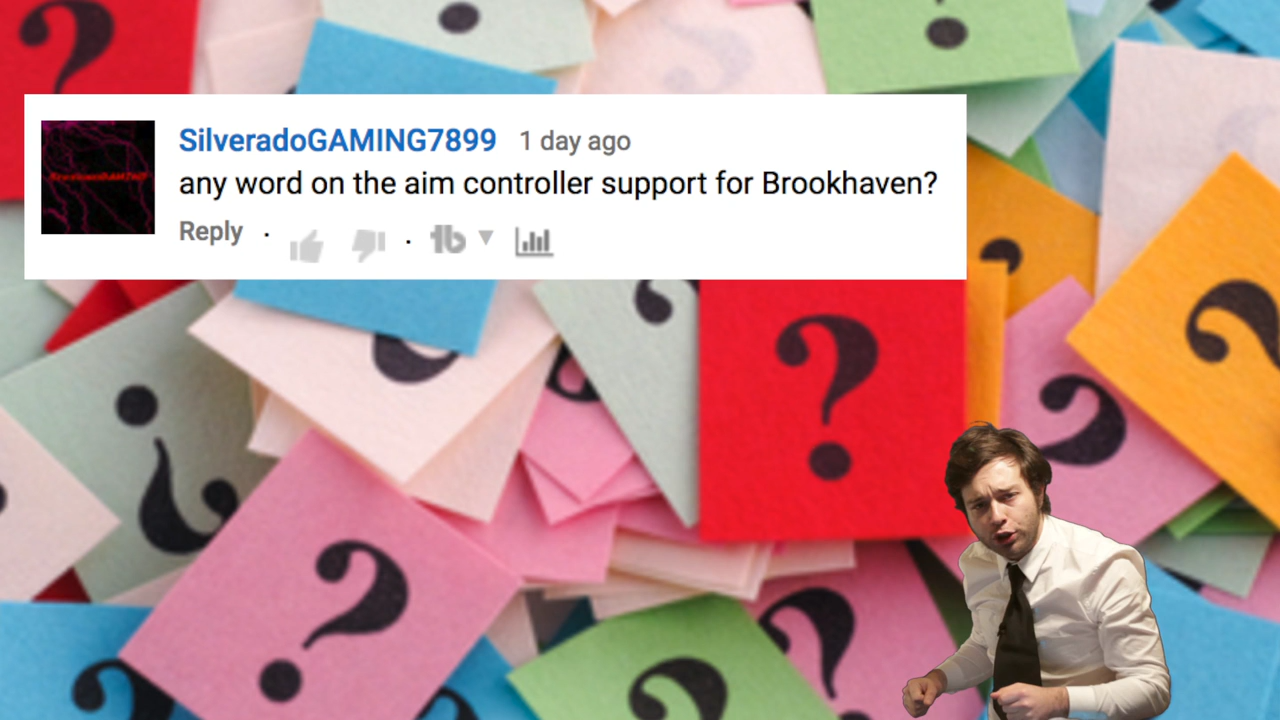 SilveradoGAMING7899 1 day ago
any word on the aim controller support for Brookhaven?
Reply